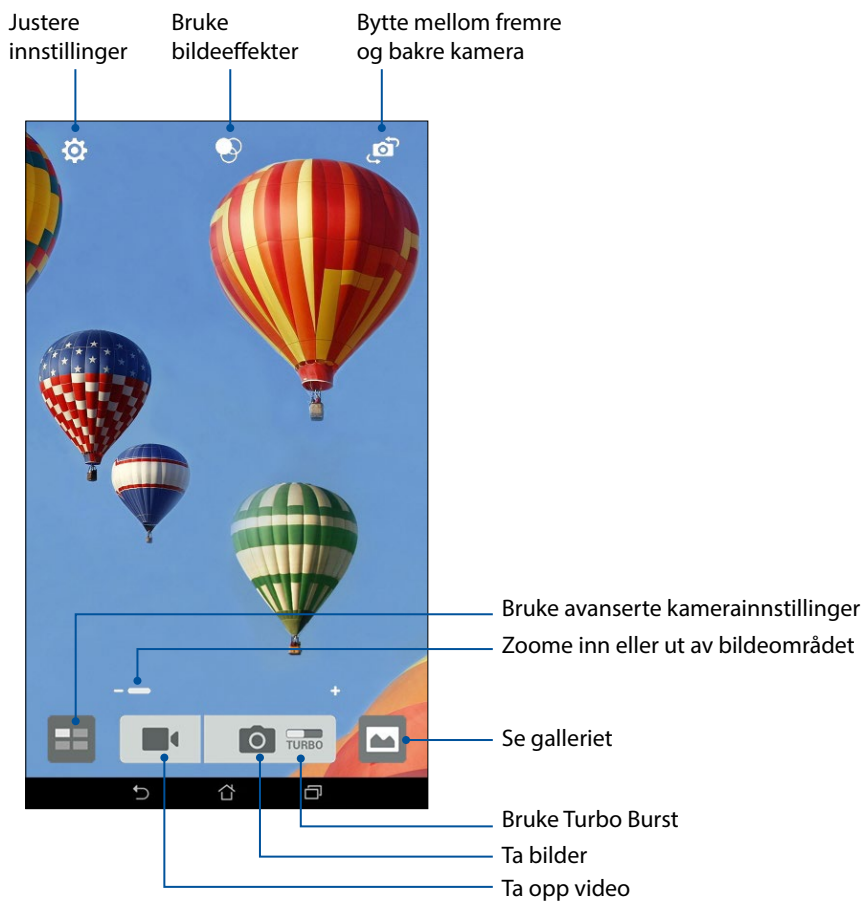 Justere
innstillinger
Bruke
bildeeffekter
Bytte mellom fremre
og bakre kamera
Bruke avanserte kamerainnstillinger
Zoome inn eller ut av bildeområdet
TURBO
Se galleriet
Bruke Turbo Burst
Ta bilder
Ta opp video